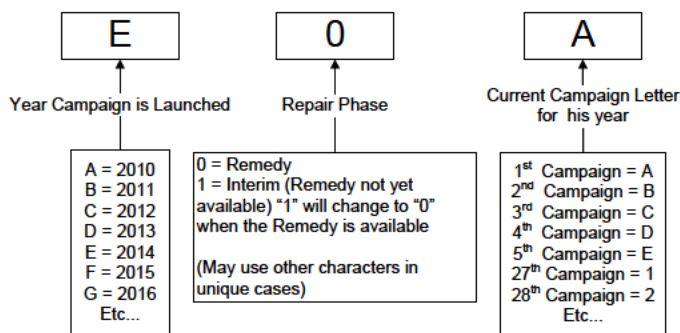 E
0
A
Year Campaign is Launched
Repair Phase
Current Campaign Letter
for his year
A = 2010
B = 2011
C = 2012
D = 2013
E = 2014
F = 2015
G = 2016
Etc...
0 = Remedy
1 = Interim (Remedy not yet
available) “1” will change to “0”
when the Remedy is available
(May use other characters in
unique cases)
1st Campaign = A
2nd Campaign = B
3rd Campaign = C
4th Campaign = D
5th Campaign = E
27th Campaign = 1
28th Campaign = 2
Etc...